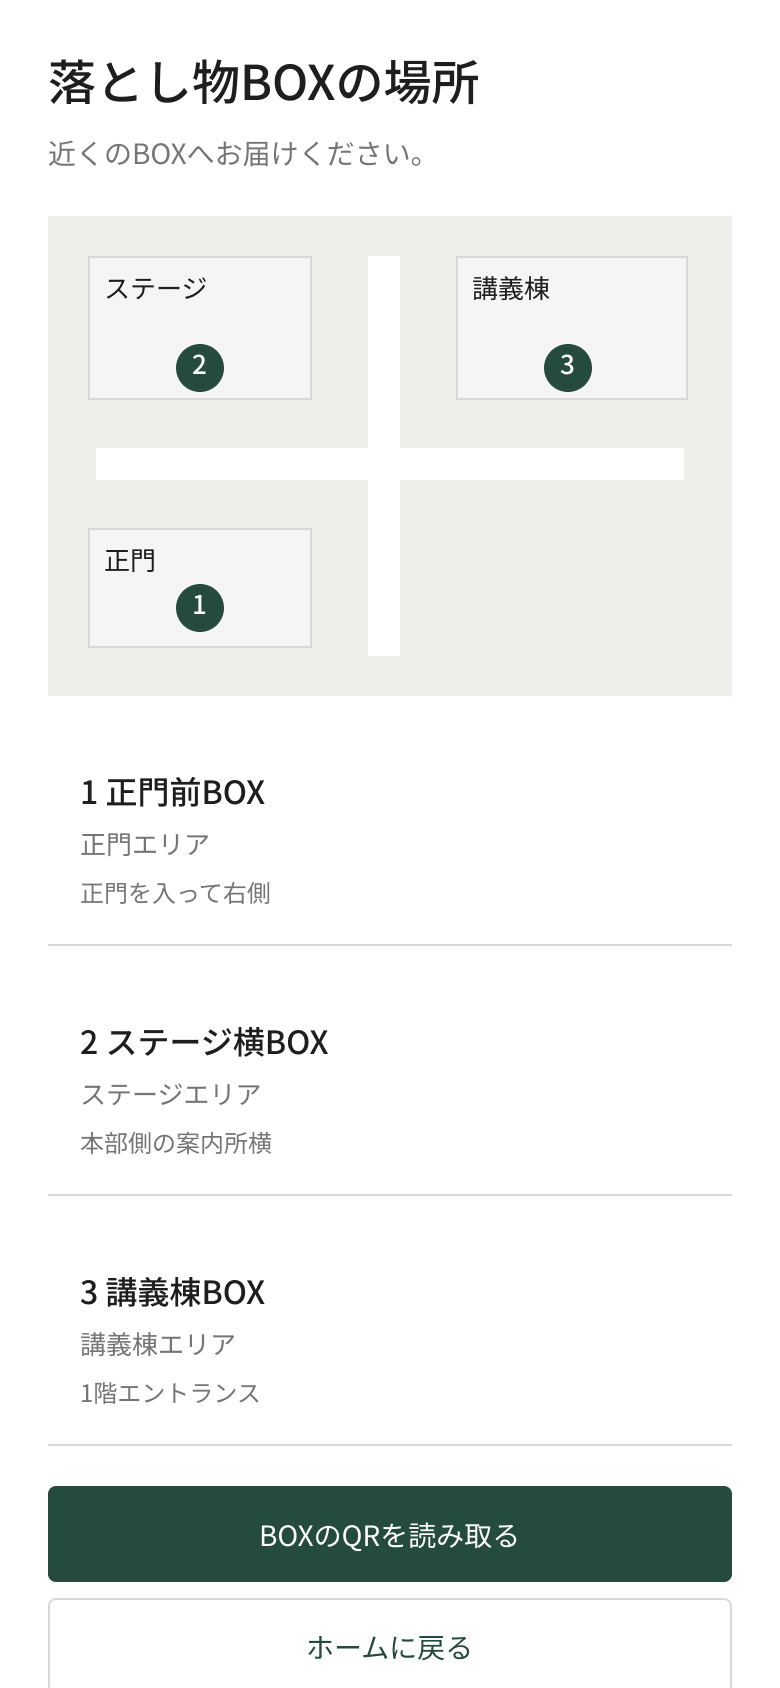 落とし物BOXの場所
近くのBOXへお届けください。
ステージ
2
講義棟
3
正門
1
1 正門前BOX
正門エリア
正門を入って右側
2 ステージ横BOX
ステージエリア
本部側の案内所横
3 講義棟BOX
講義棟エリア
1階エントランス
BOXのQRを読み取る
ホームに戻る